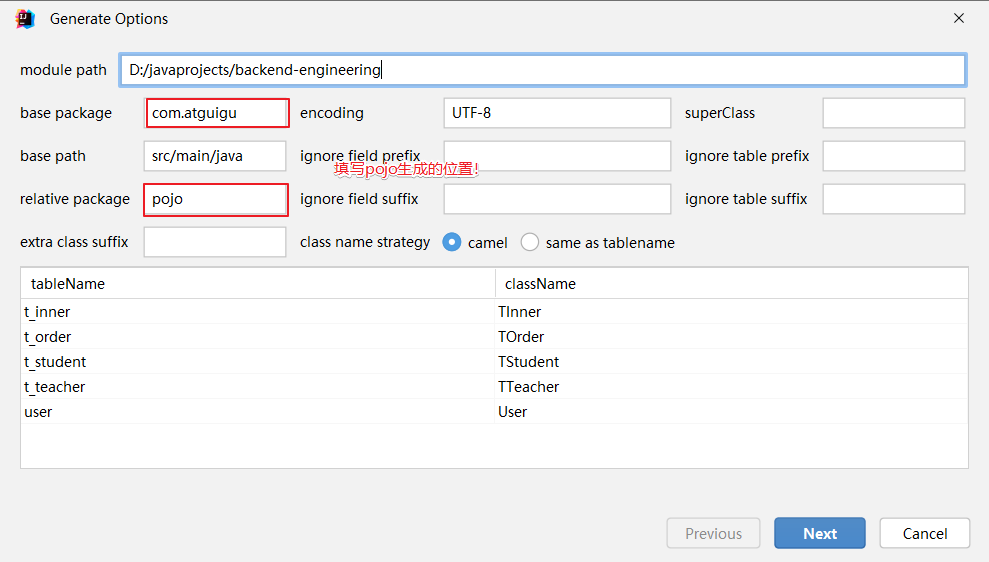 Generate Options
module path D:/javaprojects/backend-engineering
base package com.atguigu encoding UTF-8 superClass
base path src/main/java ignore field prefix ignore table prefix
填写pojo生成的位置!
relative package pojo ignore field suffix ignore table suffix
extra class suffix class name strategy camel same as tablename
tableName className
t_inner TInner
t_order TOrder
t_student TStudent
t_teacher TTeacher
user User
Previous Next Cancel